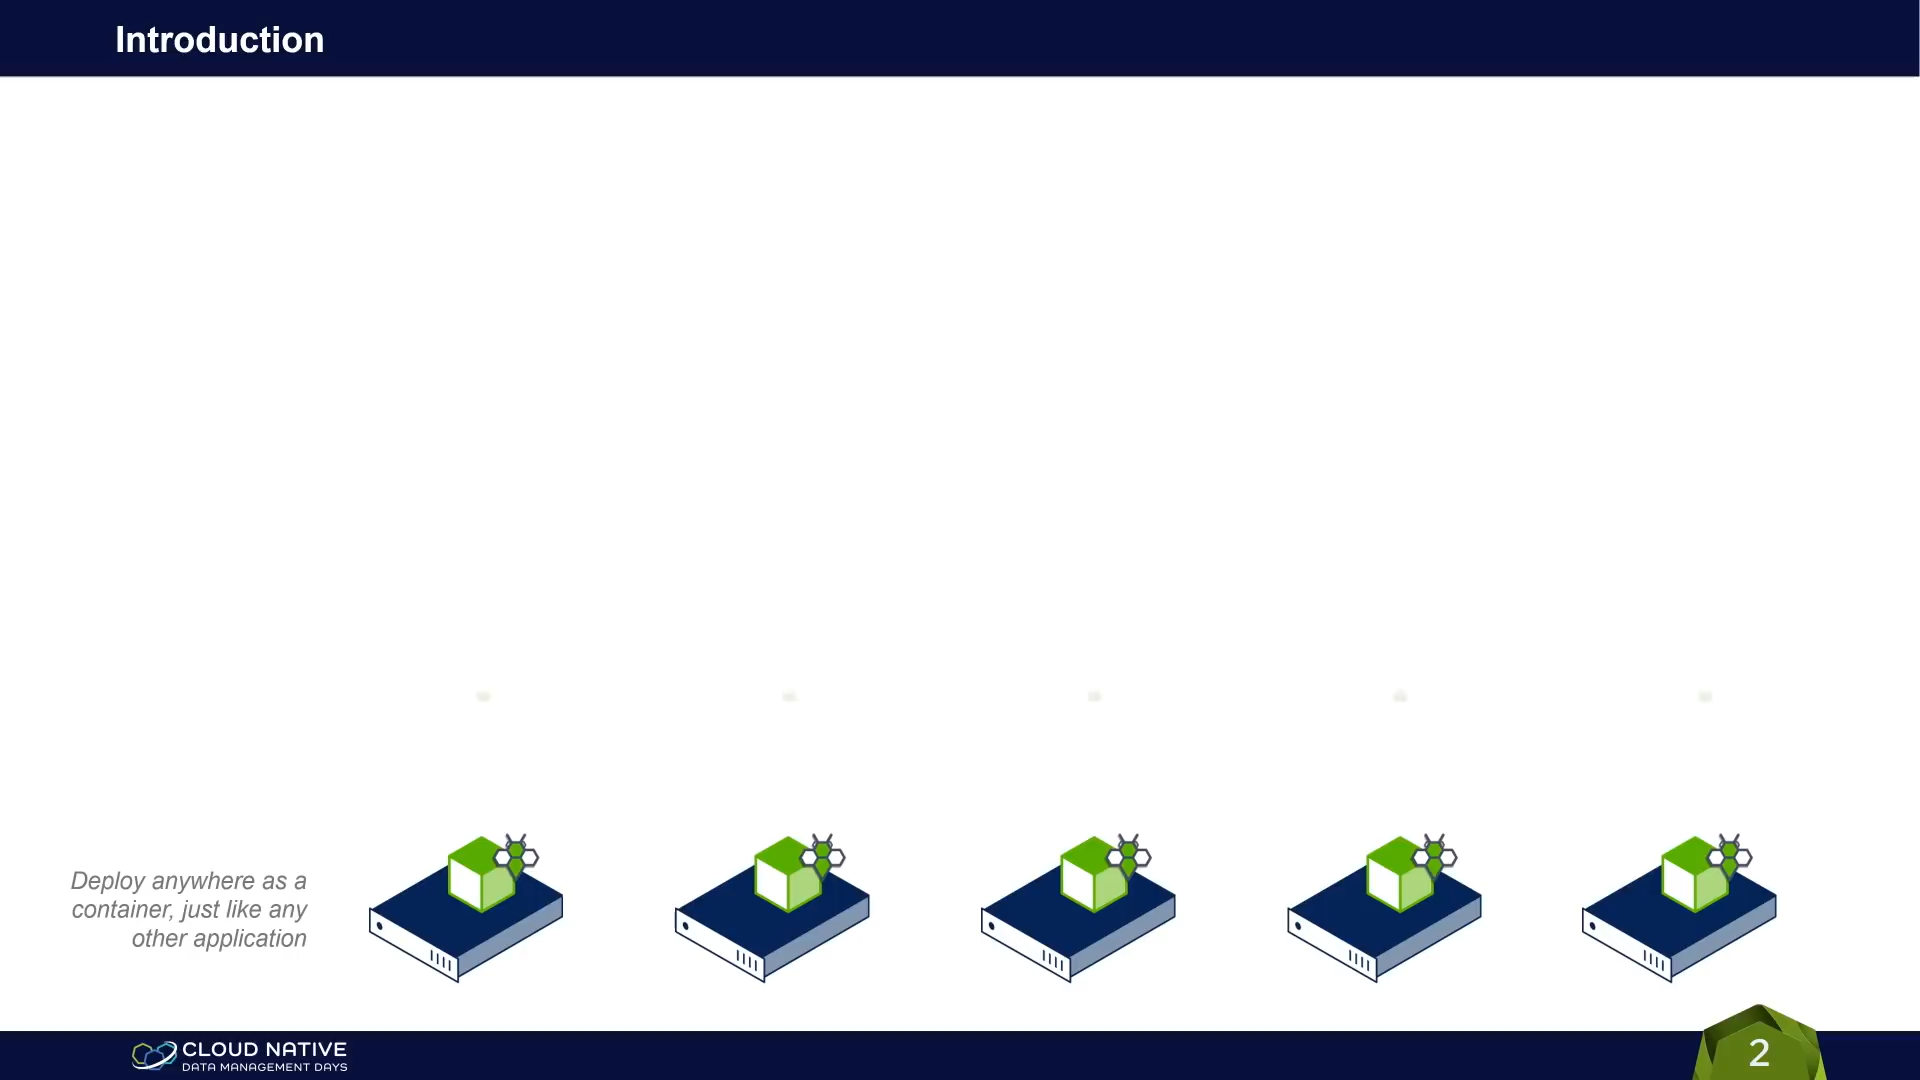 Introduction
Deploy anywhere as a
container, just like any
other application
CLOUD NATIVE
DATA MANAGEMENT DAYS
2